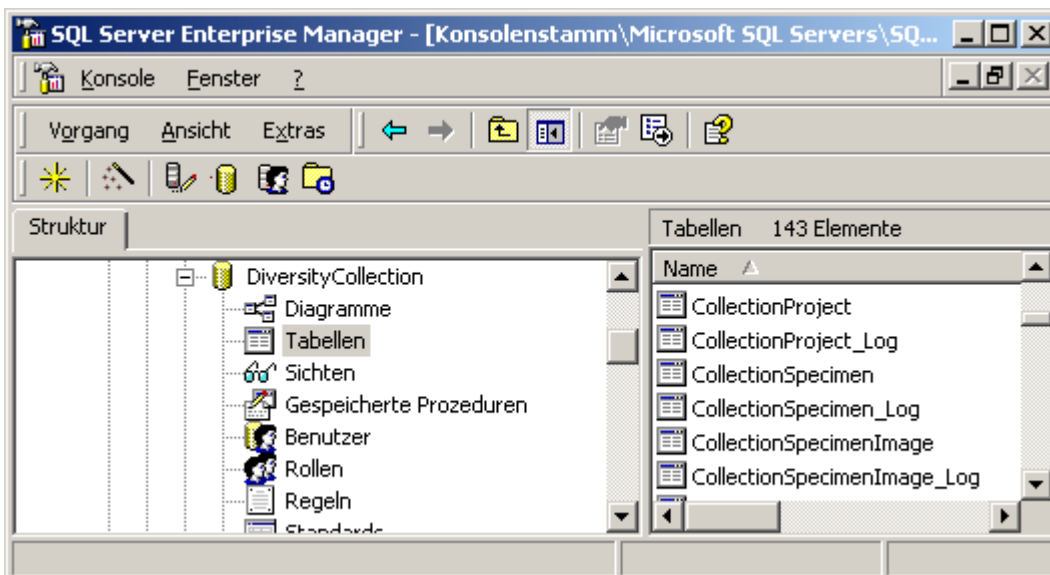 SQL Server Enterprise Manager - [Konsolenstamm\Microsoft SQL Servers\SQ...
Konsole Fenster ?
Vorgang Ansicht Extras
Struktur
DiversityCollection
Diagramme
Tabellen
Sichten
Gespeicherte Prozeduren
Benutzer
Rollen
Regeln
Standards
Tabellen 143 Elemente
Name
CollectionProject
CollectionProject_Log
CollectionSpecimen
CollectionSpecimen_Log
CollectionSpecimenImage
CollectionSpecimenImage_Log